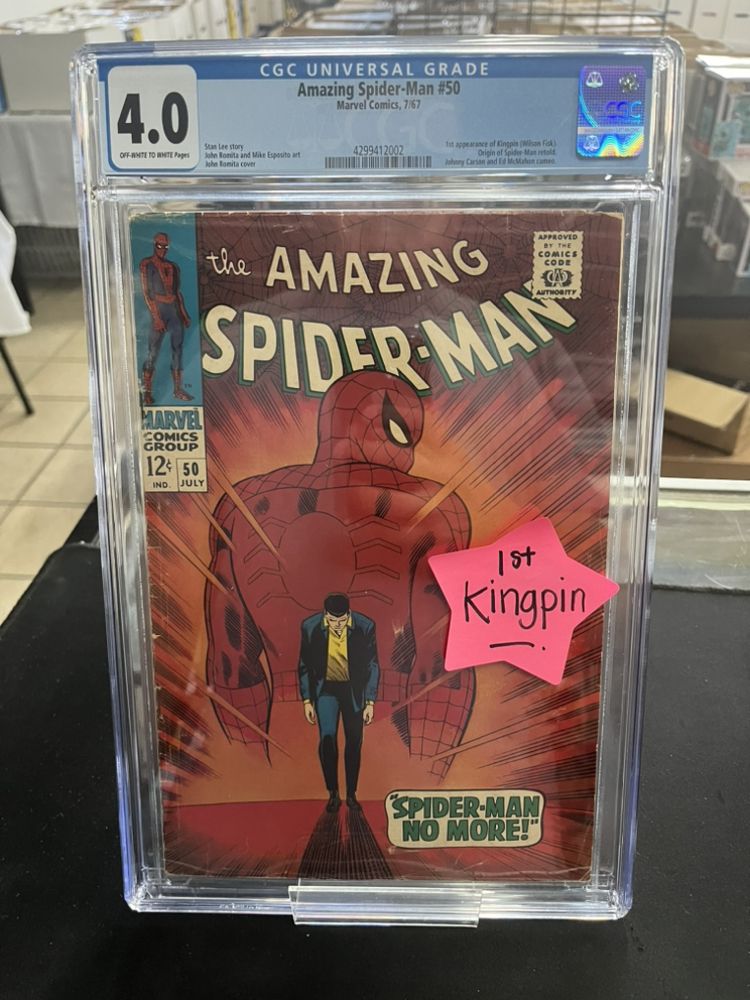 CGC UNIVERSAL GRADE
Amazing Spider-Man #50
Marvel Comics, 7/67
4.0
OFF-WHITE TO WHITE Pages
Stan Lee story
John Romita and Mike Esposito art
John Romita cover
4299412002
1st appearance of Kingpin (Wilson Fisk).
Origin of Spider-Man retold.
Johnny Carson and Ed McMahon cameo.
CGC
the AMAZING
SPIDER-MAN
APPROVED
BY THE
COMICS
CODE
AUTHORITY
MARVEL
COMICS
GROUP
12¢
IND.
50
JULY
1st
Kingpin
"SPIDER-MAN
NO MORE!"